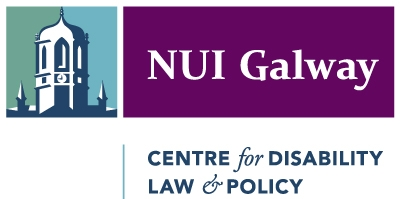 NUI Galway
CENTRE for DISABILITY
LAW & POLICY